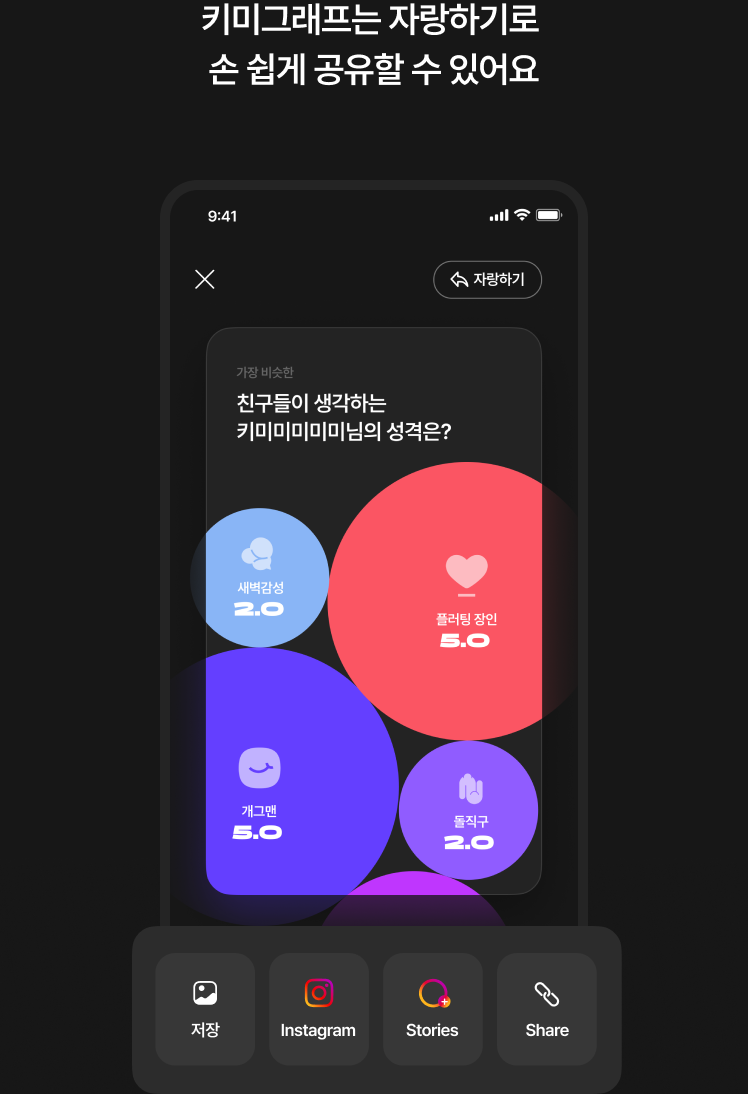 키미그래프는 자랑하기로
손 쉽게 공유할 수 있어요
9:41
자랑하기
가장 비슷한
친구들이 생각하는
키미미미미미님의 성격은?
새벽감성
2.0
플러팅 장인
5.0
개그맨
5.0
돌직구
2.0
저장
Instagram
Stories
Share